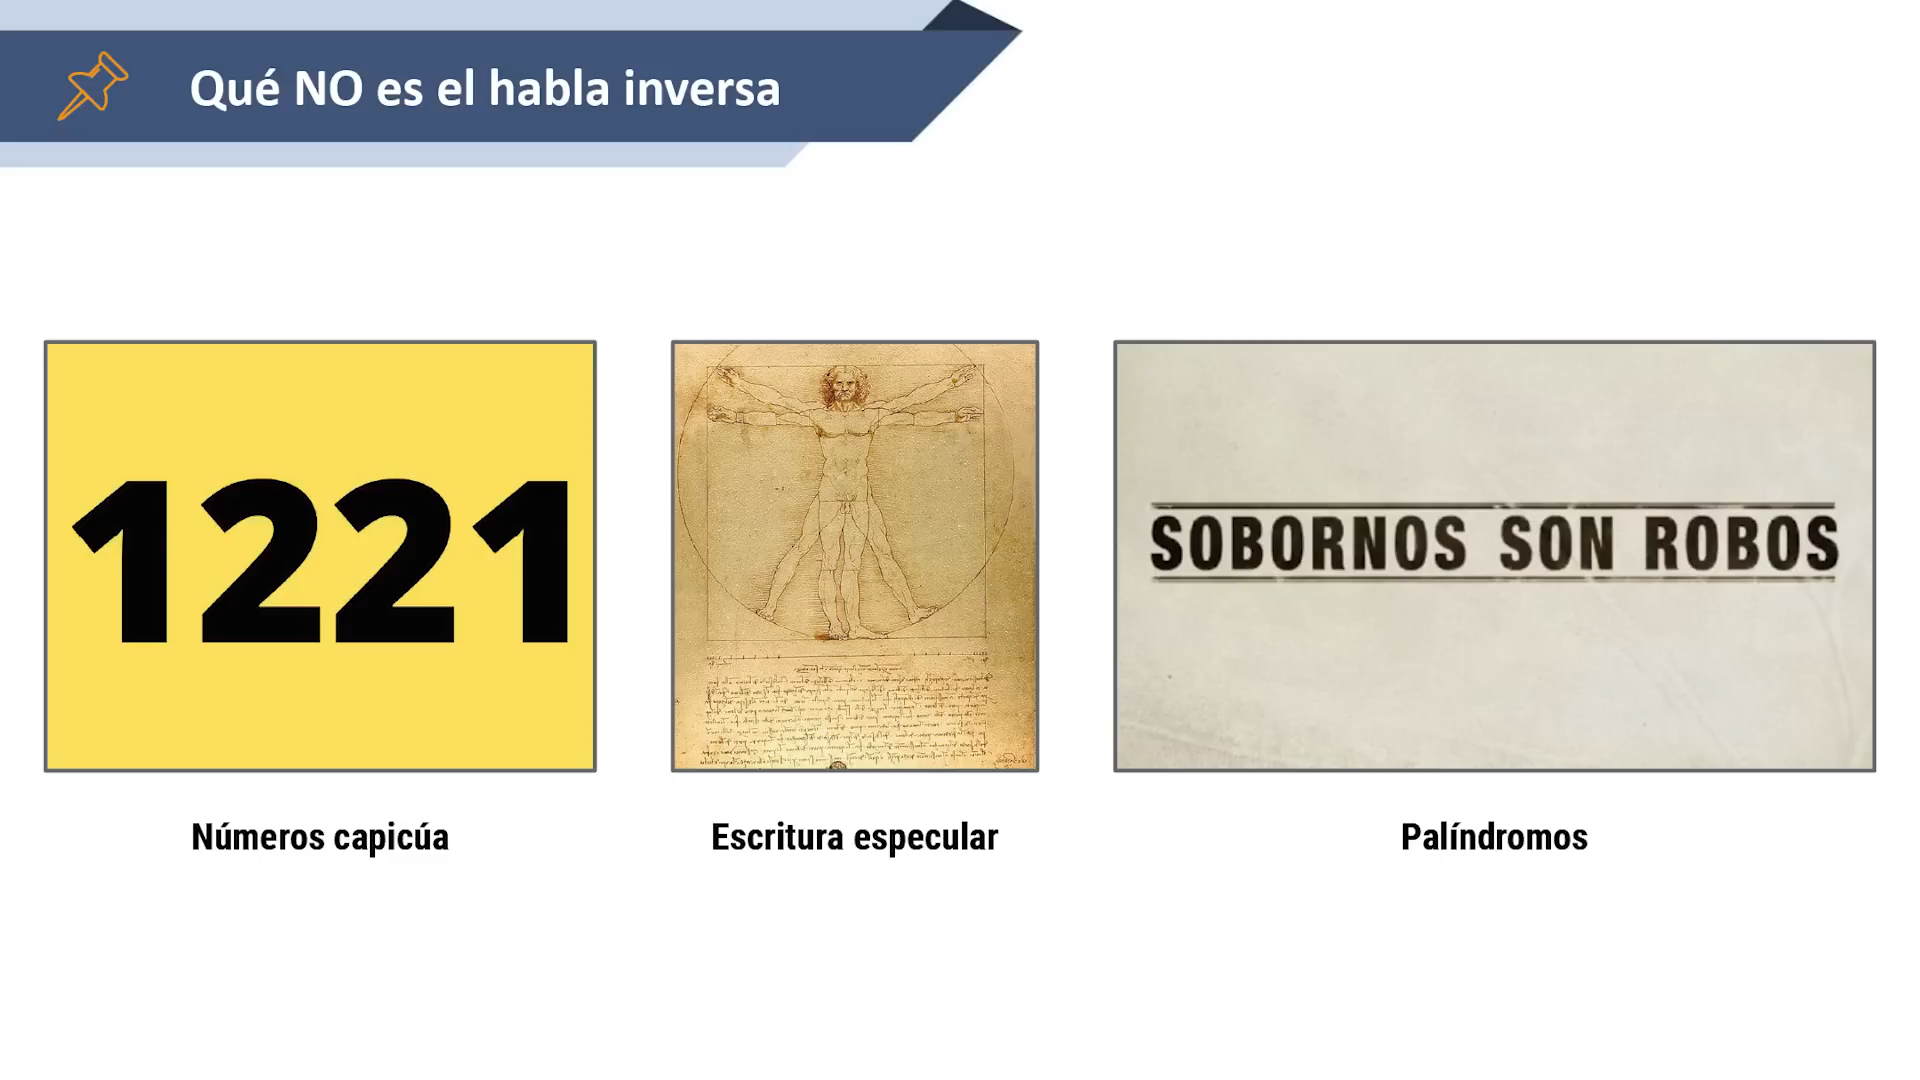 Qué NO es el habla inversa
1221
SOBORNOS SON ROBOS
Números capicúa
Escritura especular
Palíndromos